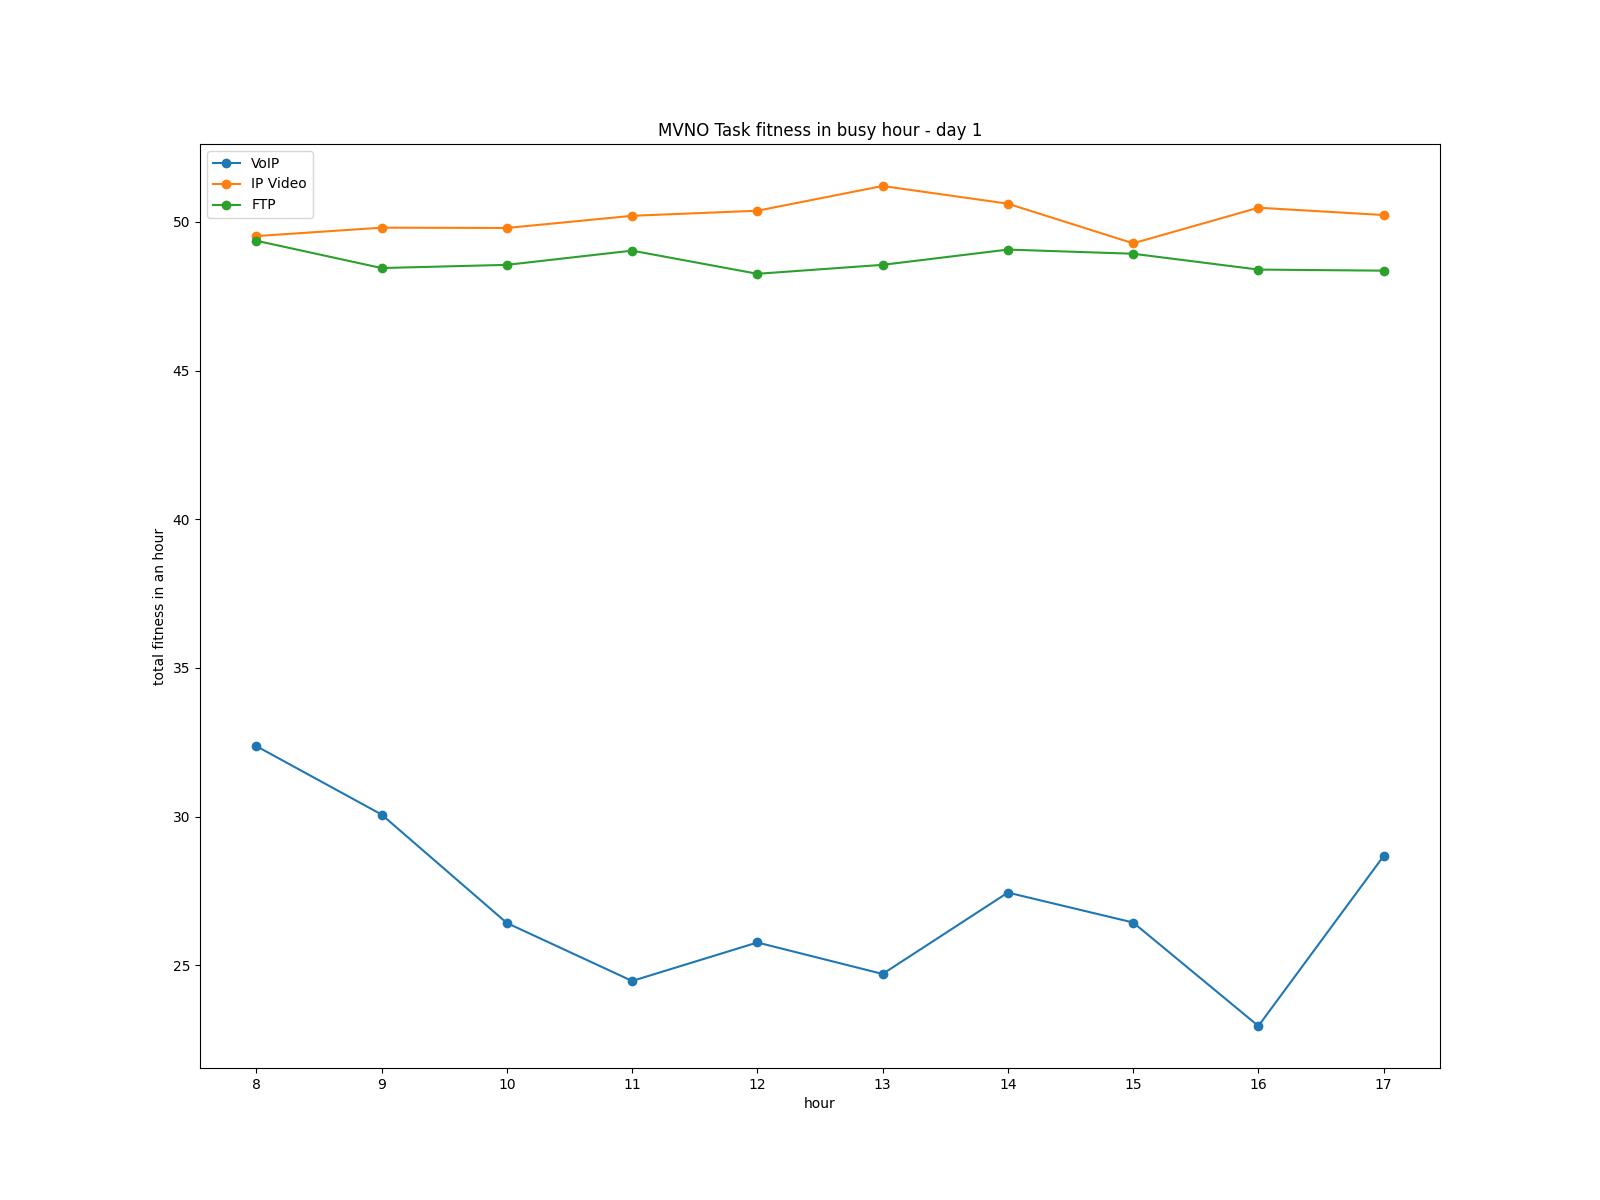 MVNO Task fitness in busy hour - day 1
VoIP
IP Video
FTP
50
45
40
35
30
25
total fitness in an hour
8 9 10 11 12 13 14 15 16 17
hour